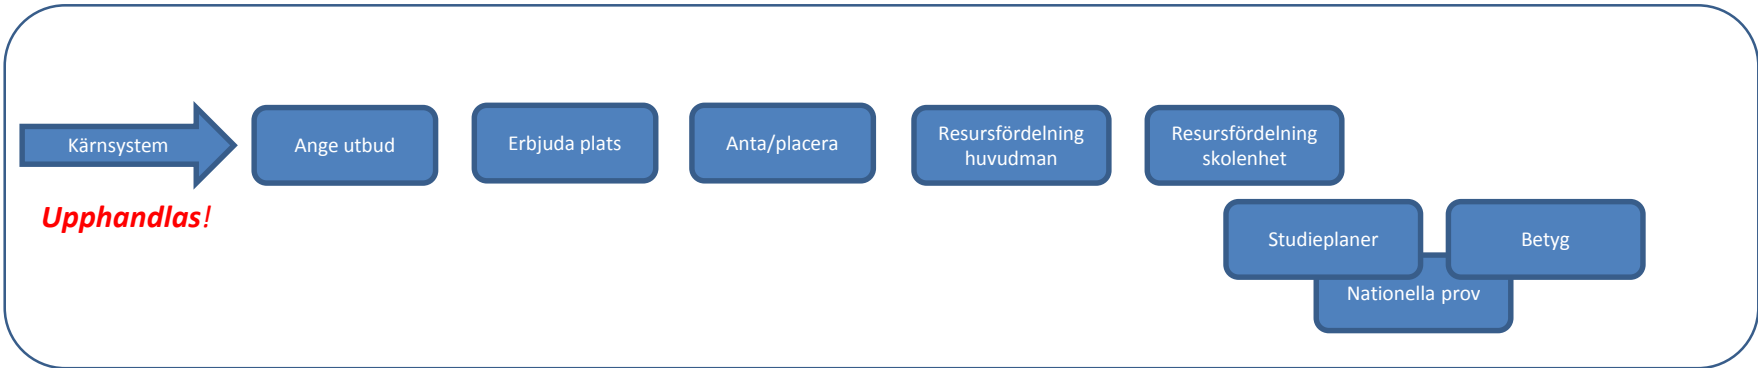 Kärnsystem
Ange utbud
Erbjuda plats
Anta/placera
Resursfördelning
huvudman
Resursfördelning
skolenhet
Upphandlas!
Studieplaner
Betyg
Nationella prov